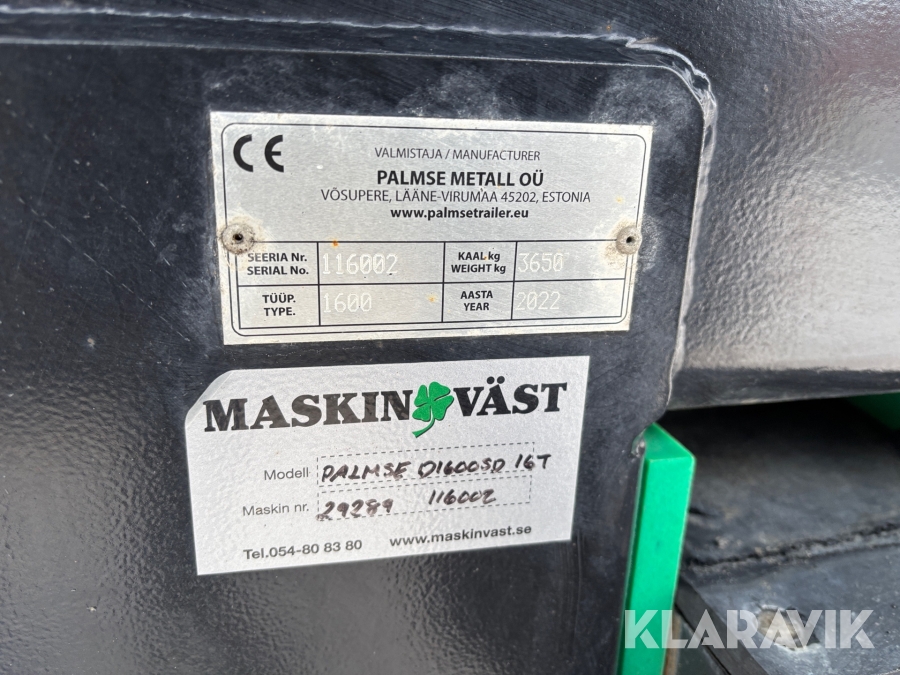 CE
VALMISTAJA / MANUFACTURER
PALMSE METALL OÜ
VÕSUPERE, LÄÄNE-VIRUMAA 45202, ESTONIA
www.palmsetrailer.eu
SEERIA Nr. SERIAL No. 116002 KAAL kg WEIGHT kg 3650
TÜÜP. TYPE. 1600 AASTA YEAR 2022
MASKIN VÄST
Modell PALMSE D1600SD 16T
Maskin nr. 29289 116002
Tel.054-80 83 80 www.maskinvast.se
KLARAVIK